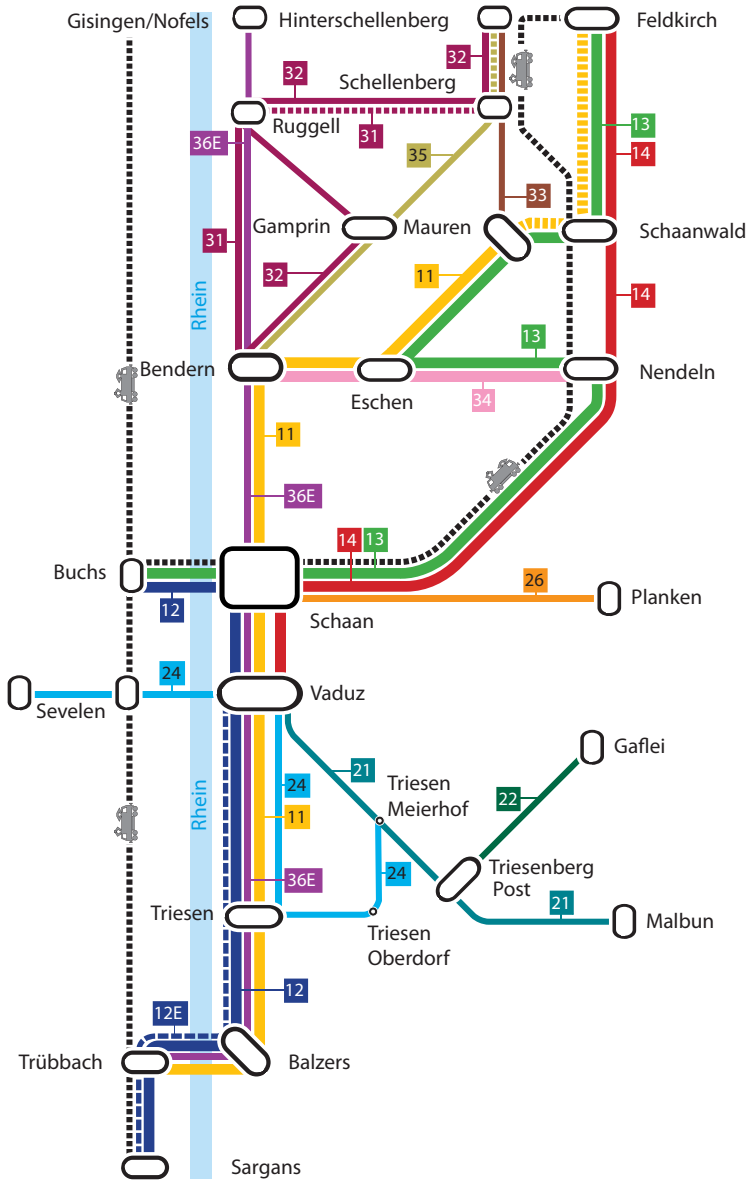 Gisingen/Nofels
Hinterschellenberg
Feldkirch
32
32
Schellenberg
13
Ruggell
31
14
36E
35
33
Gamprin
Mauren
Schaanwald
31
32
11
14
Rhein
13
Bendern
Nendeln
Eschen
34
11
36E
14
13
Buchs
26
12
Planken
Schaan
24
Vaduz
Sevelen
Gaflei
21
Triesen
Meierhof
24
22
Rhein
11
Triesenberg
Post
24
36E
21
Triesen
Malbun
Triesen
Oberdorf
12
12E
Trübbach
Balzers
Sargans